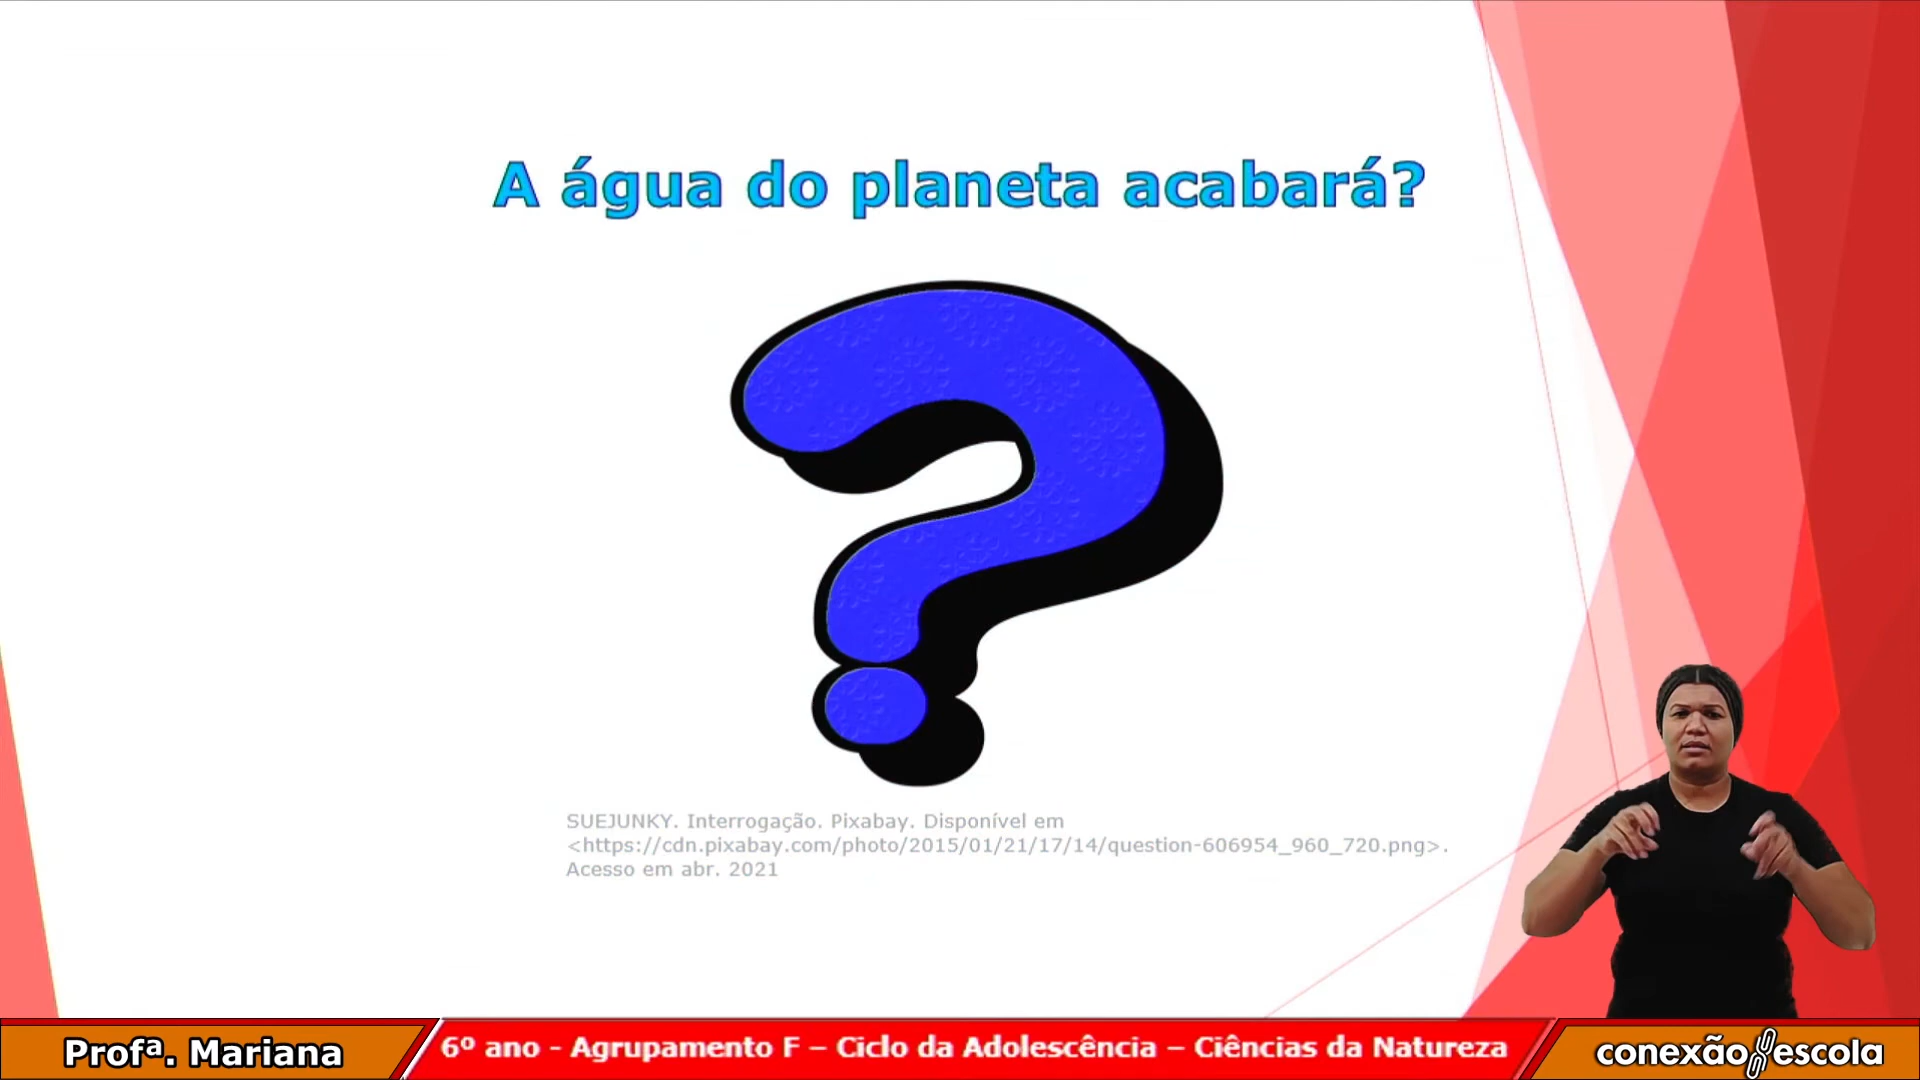 A água do planeta acabará?
SUEJUNKY. Interrogação. Pixabay. Disponível em
<https://cdn.pixabay.com/photo/2015/01/21/17/14/question-606954_960_720.png>.
Acesso em abr. 2021
Profª. Mariana
6º ano - Agrupamento F – Ciclo da Adolescência – Ciências da Natureza
conexão escola